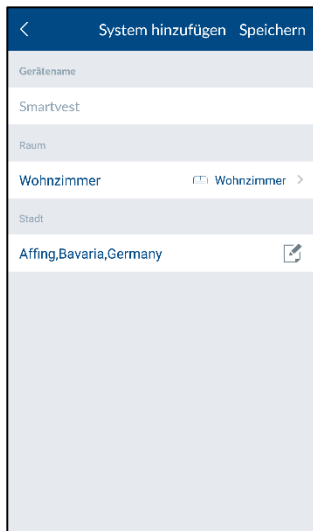 System hinzufügen Speichern
Gerätename
Smartvest
Raum
Wohnzimmer Wohnzimmer
Stadt
Affing,Bavaria,Germany